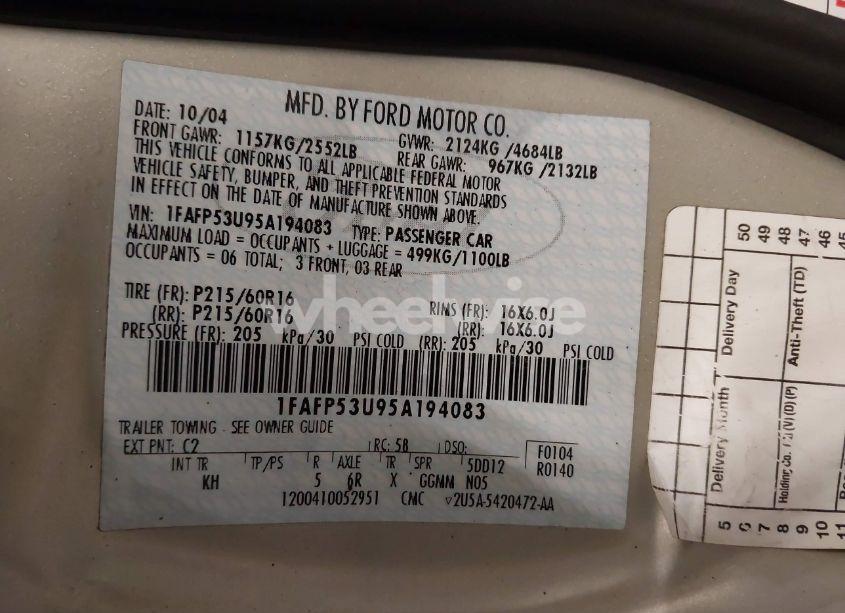 MFD. BY FORD MOTOR CO.
DATE: 10/04
GVWR: 2124KG /4684LB
FRONT GAWR: 1157KG/2552LB
REAR GAWR: 967KG /2132LB
THIS VEHICLE CONFORMS TO ALL APPLICABLE FEDERAL MOTOR
VEHICLE SAFETY, BUMPER, AND THEFT PREVENTION STANDARDS
IN EFFECT ON THE DATE OF MANUFACTURE SHOWN ABOVE.
VIN: 1FAFP53U95A194083 TYPE: PASSENGER CAR
MAXIMUM LOAD = OCCUPANTS + LUGGAGE = 499KG/1100LB
OCCUPANTS = 06 TOTAL; 3 FRONT, 03 REAR
TIRE (FR): P215/60R16 RIMS (FR): 16X6.0J
(RR): P215/60R16 (RR): 16X6.0J
PRESSURE (FR): 205 kPa/30 PSI COLD (RR): 205 kPa/30 PSI COLD
wheelwire
1FAFP53U95A194083
TRAILER TOWING - SEE OWNER GUIDE
EXT PNT: C2 RC: 5B DSO: F0104
R0140
INT TR TP/PS R AXLE TR SPR 5DD12
KH 5 6R X GGMM N05
1200410052951 CMC ▽2U5A-5420472-AA
Delivery Day
50
49
48
47
46
45
Anti-Theft (TD)
Delivery Month
Holding Co.
(V)(D)(P)
5
6
7
8
9
10
11